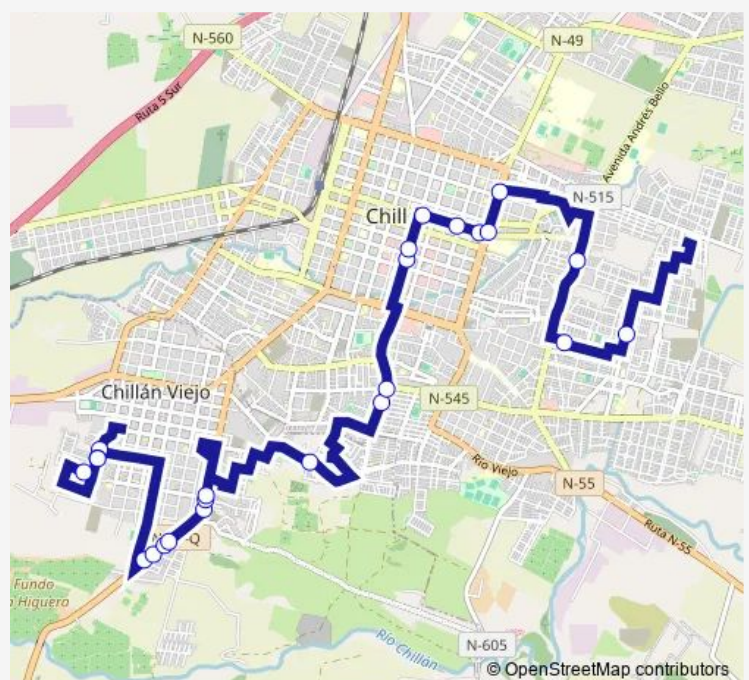 N-560
N-49
Ruta 5 Sur
Avenida Andrés Bello
N-515
Chill
Chillán Viejo
N-545
Río Viejo
N-55
Ruta N-55
Q
Fundo
Higuera
Río Chillán
N-605
© OpenStreetMap contributors